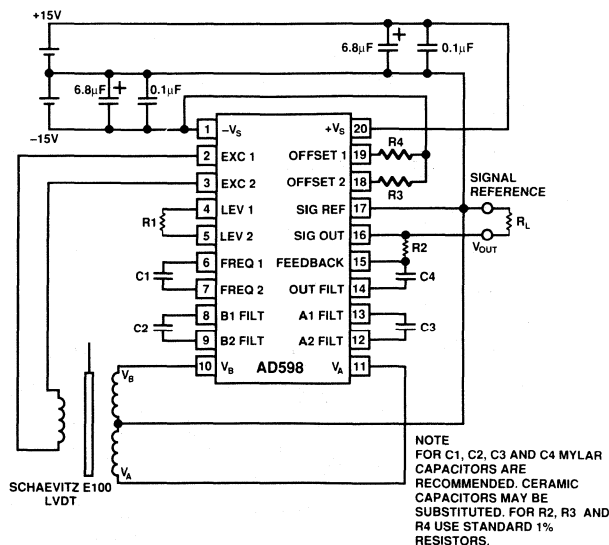 +15V
6.8µF + 0.1µF
6.8µF + 0.1µF
−15V
1 −VS +VS 20
2 EXC 1 OFFSET 1 19 R4
3 EXC 2 OFFSET 2 18 R3
SIGNAL
REFERENCE
4 LEV 1 SIG REF 17
R1 RL
5 LEV 2 SIG OUT 16
R2 VOUT
6 FREQ 1 FEEDBACK 15
C1 C4
7 FREQ 2 OUT FILT 14
8 B1 FILT A1 FILT 13
C2 C3
9 B2 FILT A2 FILT 12
10 VB AD598 VA 11
VB
VA
SCHAEVITZ E100
LVDT
NOTE
FOR C1, C2, C3 AND C4 MYLAR
CAPACITORS ARE
RECOMMENDED. CERAMIC
CAPACITORS MAY BE
SUBSTITUTED. FOR R2, R3 AND
R4 USE STANDARD 1%
RESISTORS.